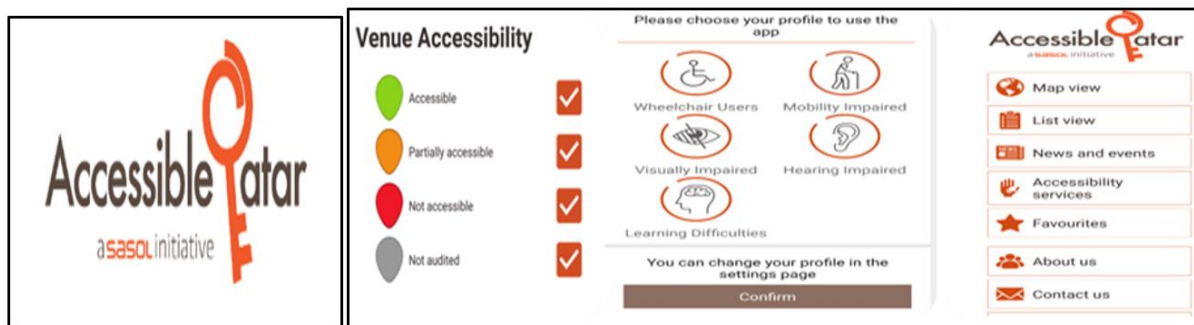 Accessible Qatar
a sasol initiative
Venue Accessibility
Accessible
Partially accessible
Not accessible
Not audited
Please choose your profile to use the
app
Wheelchair Users
Mobility Impaired
Visually Impaired
Hearing Impaired
Learning Difficulties
You can change your profile in the
settings page
Confirm
Accessible Qatar
a sasol initiative
Map view
List view
News and events
Accessibility
services
Favourites
About us
Contact us